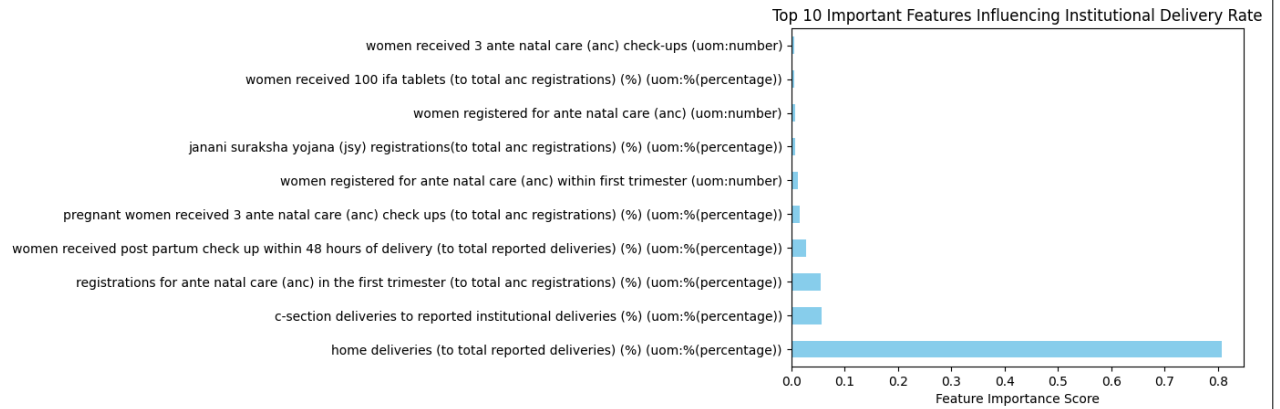 Top 10 Important Features Influencing Institutional Delivery Rate
women received 3 ante natal care (anc) check-ups (uom:number)
women received 100 ifa tablets (to total anc registrations) (%) (uom:%(percentage))
women registered for ante natal care (anc) (uom:number)
janani suraksha yojana (jsy) registrations(to total anc registrations) (%) (uom:%(percentage))
women registered for ante natal care (anc) within first trimester (uom:number)
pregnant women received 3 ante natal care (anc) check ups (to total anc registrations) (%) (uom:%(percentage))
women received post partum check up within 48 hours of delivery (to total reported deliveries) (%) (uom:%(percentage))
registrations for ante natal care (anc) in the first trimester (to total anc registrations) (%) (uom:%(percentage))
c-section deliveries to reported institutional deliveries (%) (uom:%(percentage))
home deliveries (to total reported deliveries) (%) (uom:%(percentage))
0.0 0.1 0.2 0.3 0.4 0.5 0.6 0.7 0.8
Feature Importance Score